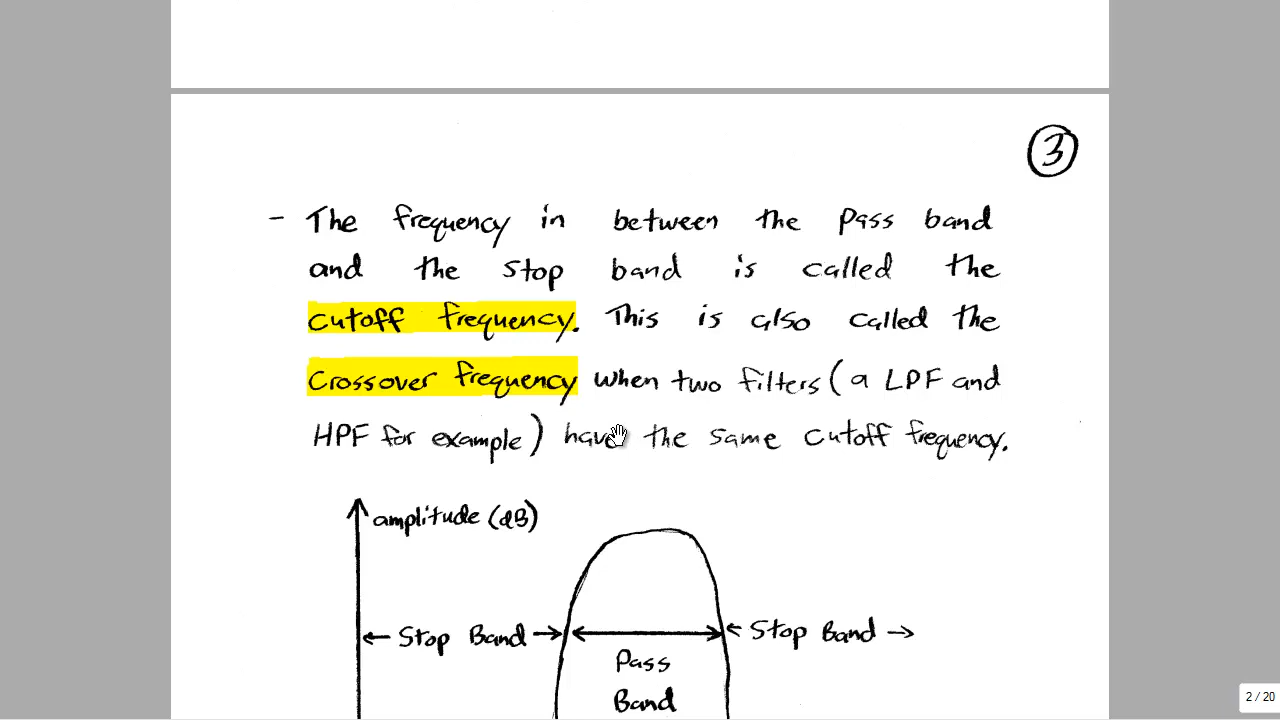 3
- The frequency in between the pass band
and the stop band is called the
cutoff frequency. This is also called the
crossover frequency when two filters (a LPF and
HPF for example) have the same cutoff frequency.
amplitude (dB)
← Stop Band → ←→ ← Stop Band →
Pass
Band
2 / 20